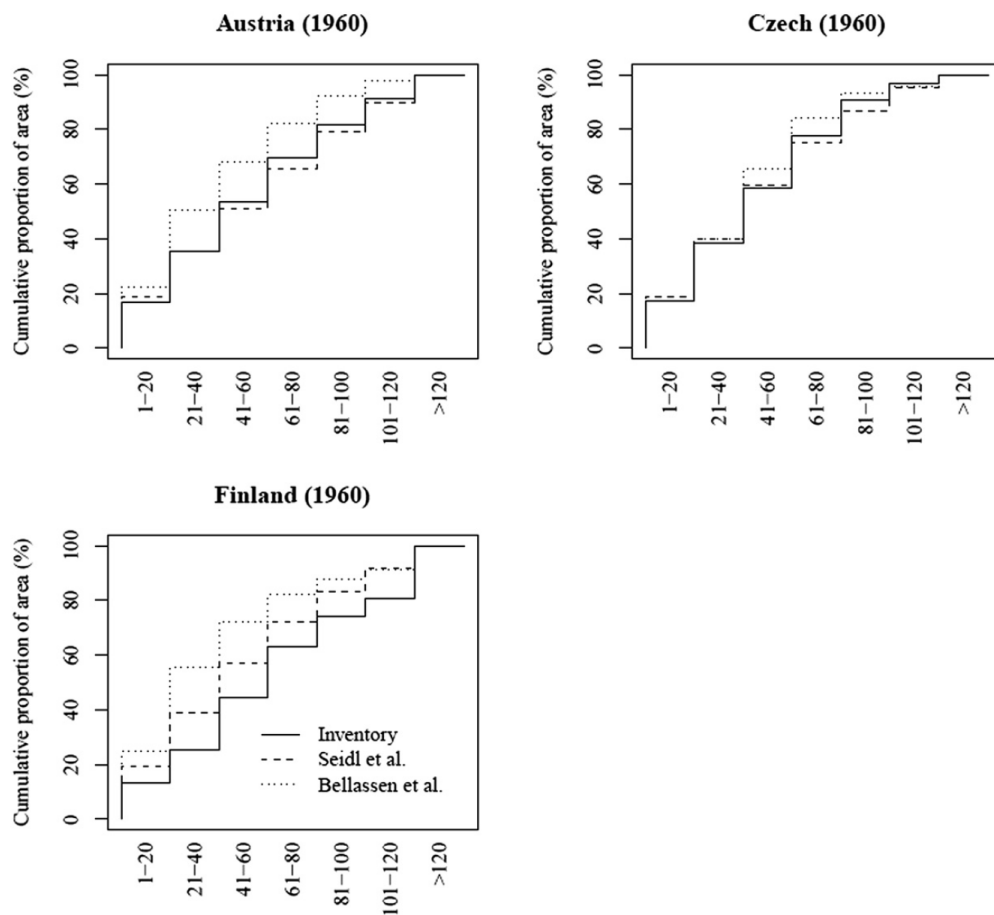 Austria (1960)
Cumulative proportion of area (%)
0 20 40 60 80 100
1−20 21−40 41−60 61−80 81−100 101−120 >120
Czech (1960)
Cumulative proportion of area (%)
0 20 40 60 80 100
1−20 21−40 41−60 61−80 81−100 101−120 >120
Finland (1960)
Cumulative proportion of area (%)
0 20 40 60 80 100
Inventory
Seidl et al.
Bellassen et al.
1−20 21−40 41−60 61−80 81−100 101−120 >120